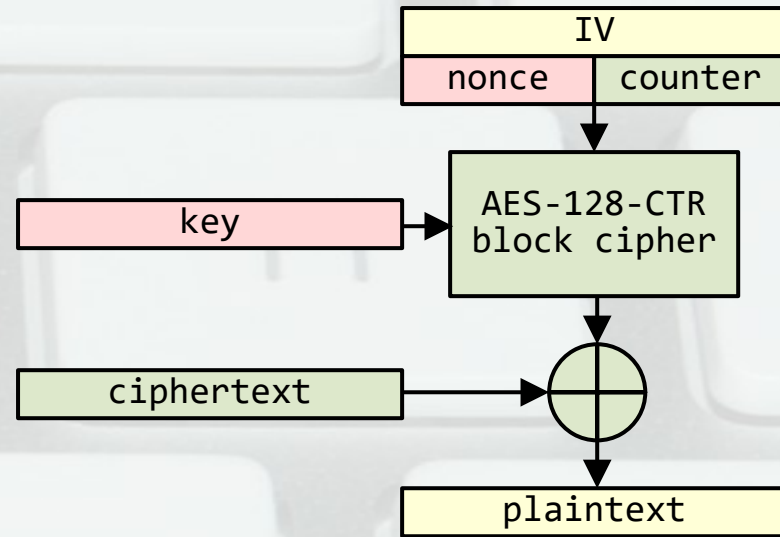 IV
nonce counter
key
AES-128-CTR
block cipher
ciphertext
plaintext